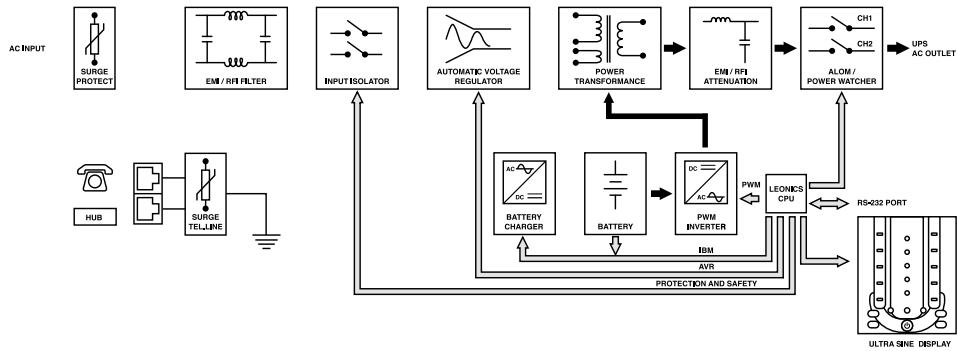 AC INPUT
SURGE
PROTECT
EMI / RFI FILTER
INPUT ISOLATOR
AUTOMATIC VOLTAGE
REGULATOR
POWER
TRANSFORMANCE
EMI / RFI
ATTENUATION
CH1
CH2
ALOM /
POWER WATCHER
UPS
AC OUTLET
HUB
SURGE
TEL.LINE
AC
DC
BATTERY
CHARGER
BATTERY
DC
AC
PWM
INVERTER
PWM
LEONICS
CPU
RS-232 PORT
IBM
AVR
PROTECTION AND SAFETY
ULTRA SINE DISPLAY